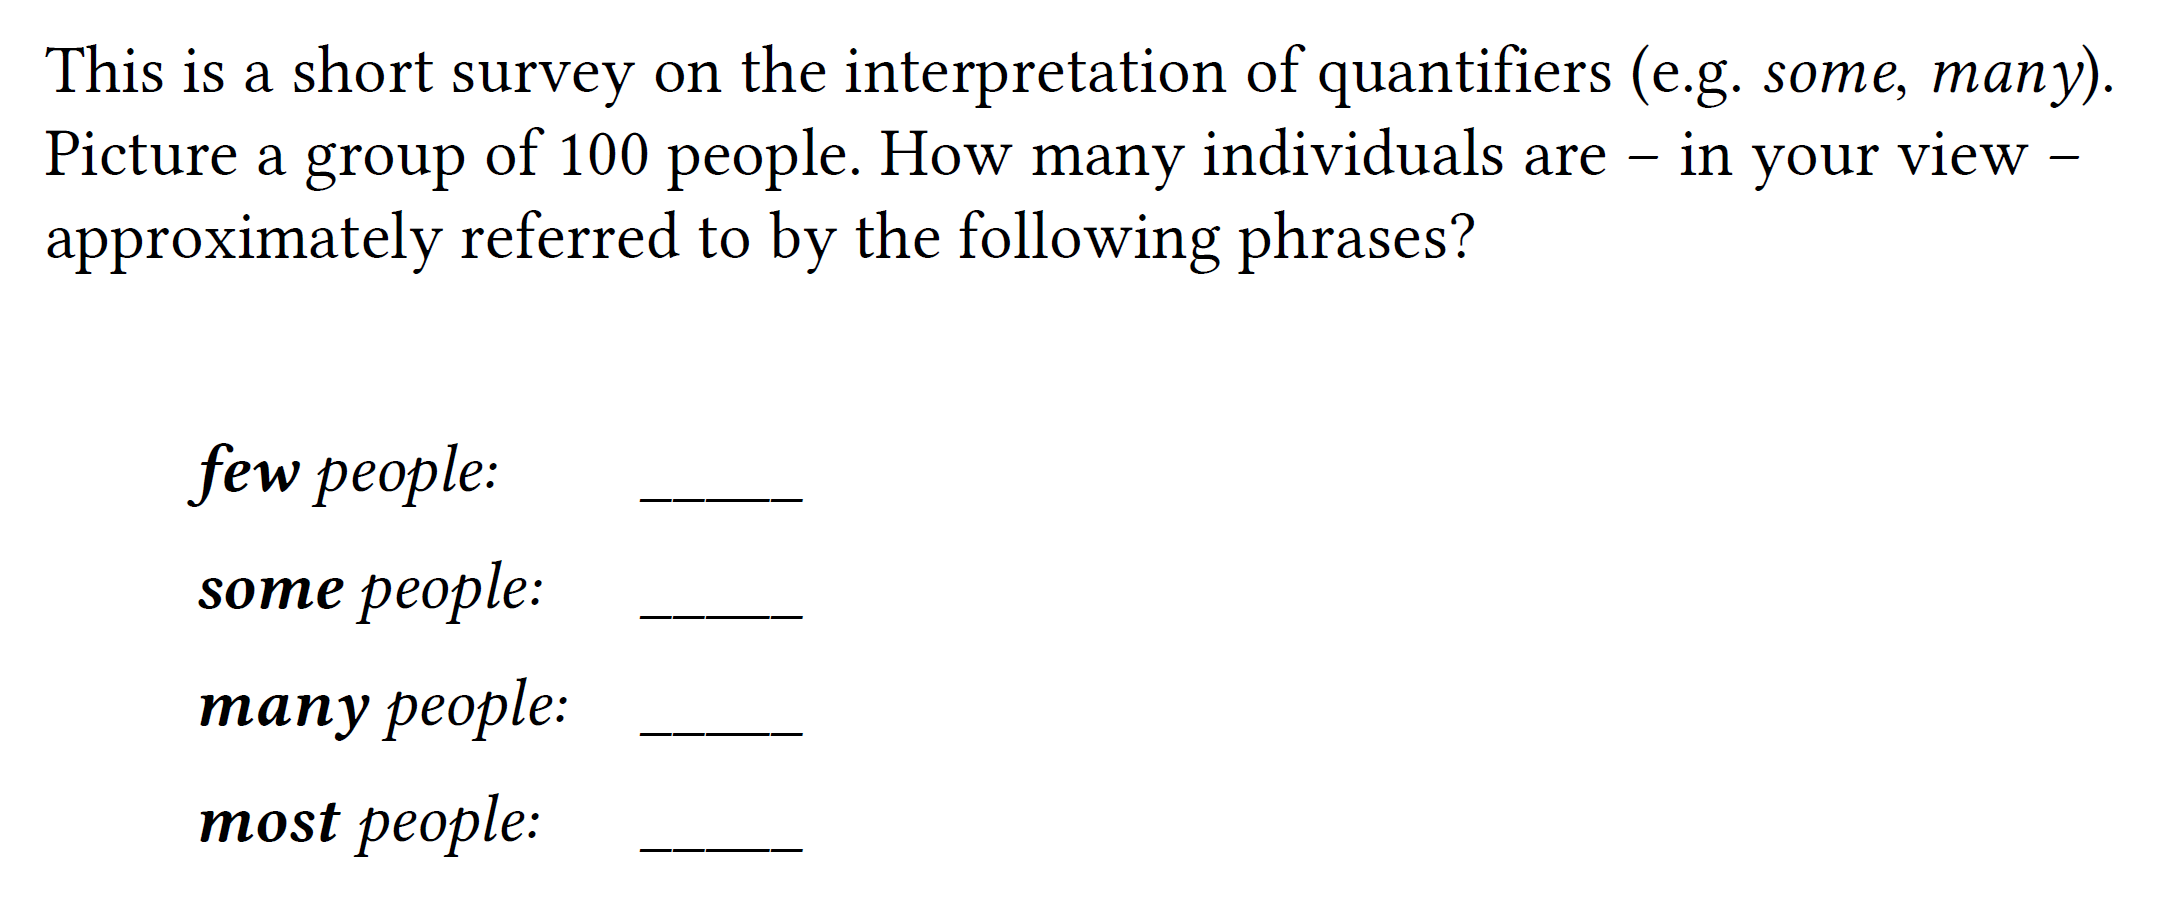 This is a short survey on the interpretation of quantifiers (e.g. some, many).
Picture a group of 100 people. How many individuals are – in your view –
approximately referred to by the following phrases?
few people: _____
some people: _____
many people: _____
most people: _____